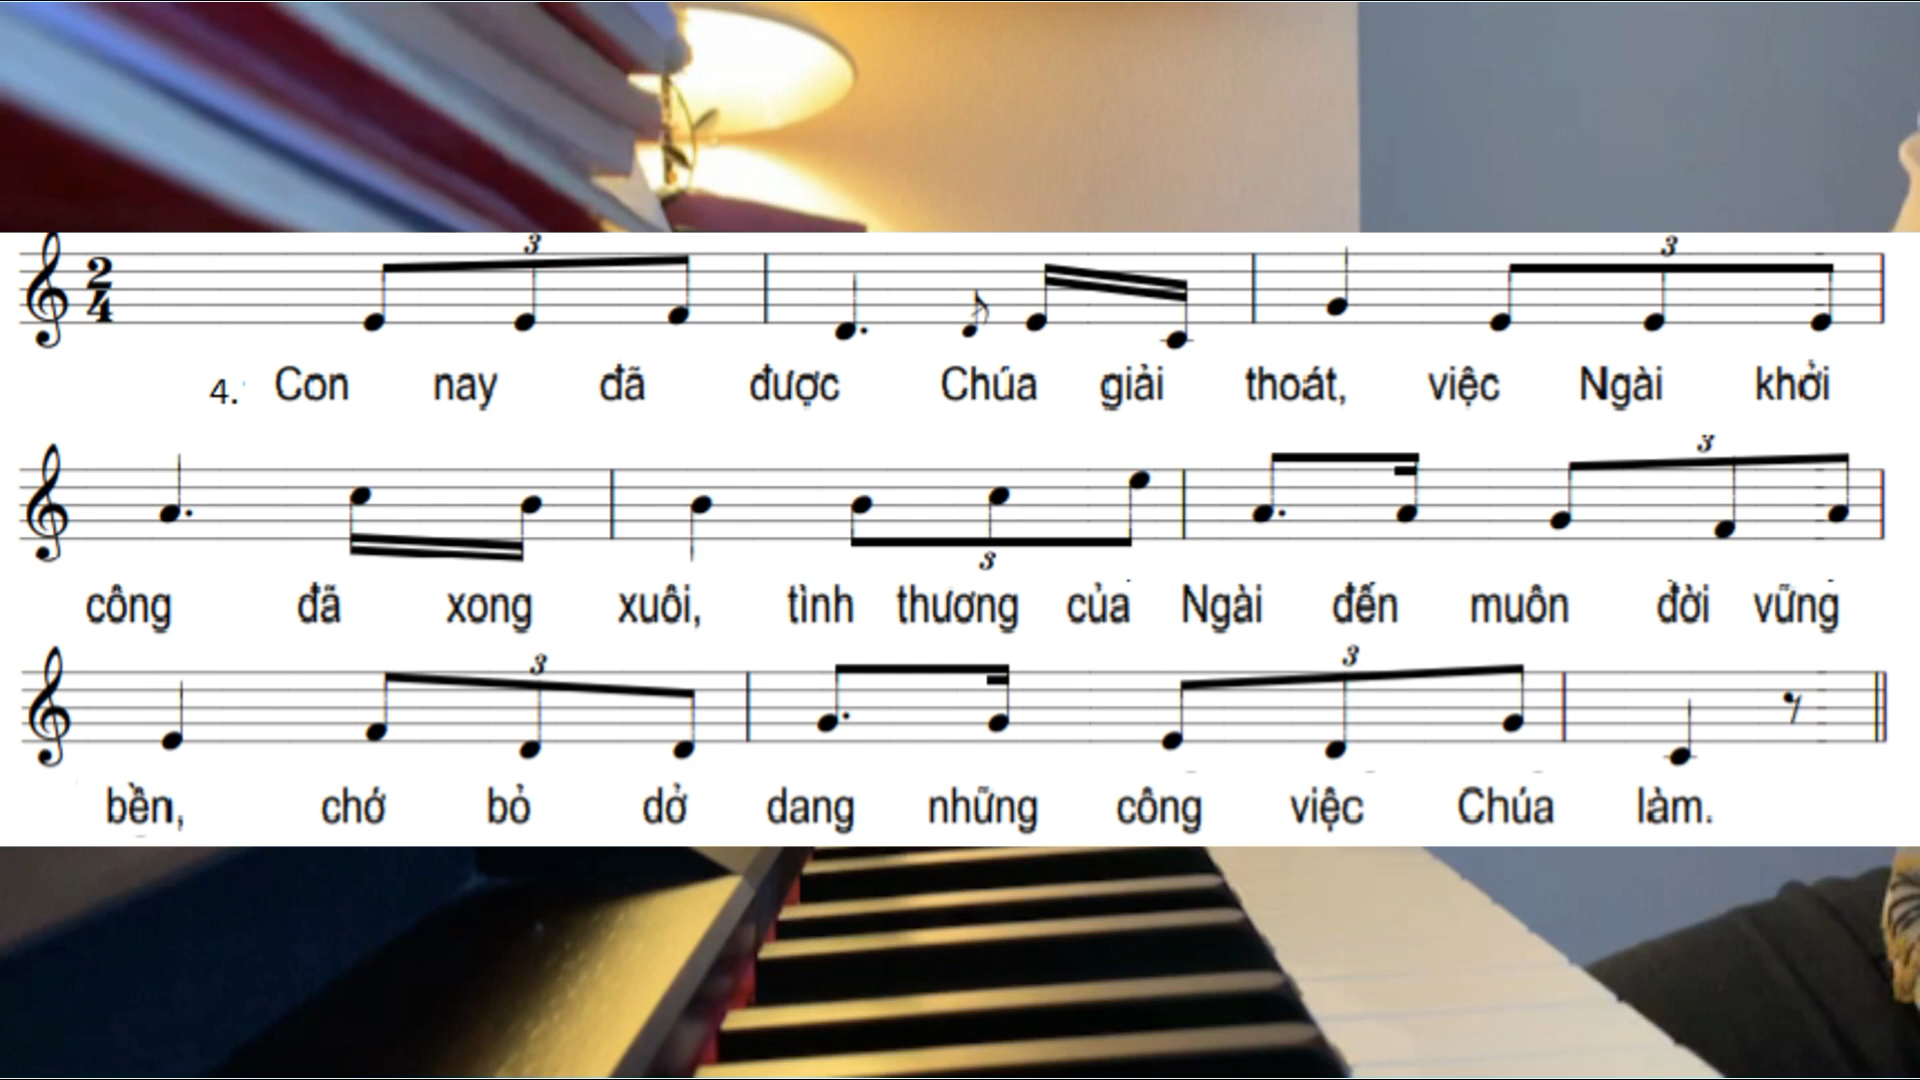 3
2
4
4. Con nay đã được Chúa giải thoát, việc Ngài khởi
3
3
3
công đã xong xuôi, tình thương của Ngài đến muôn đời vững
3
3
bền, chớ bỏ dở dang những công việc Chúa làm.